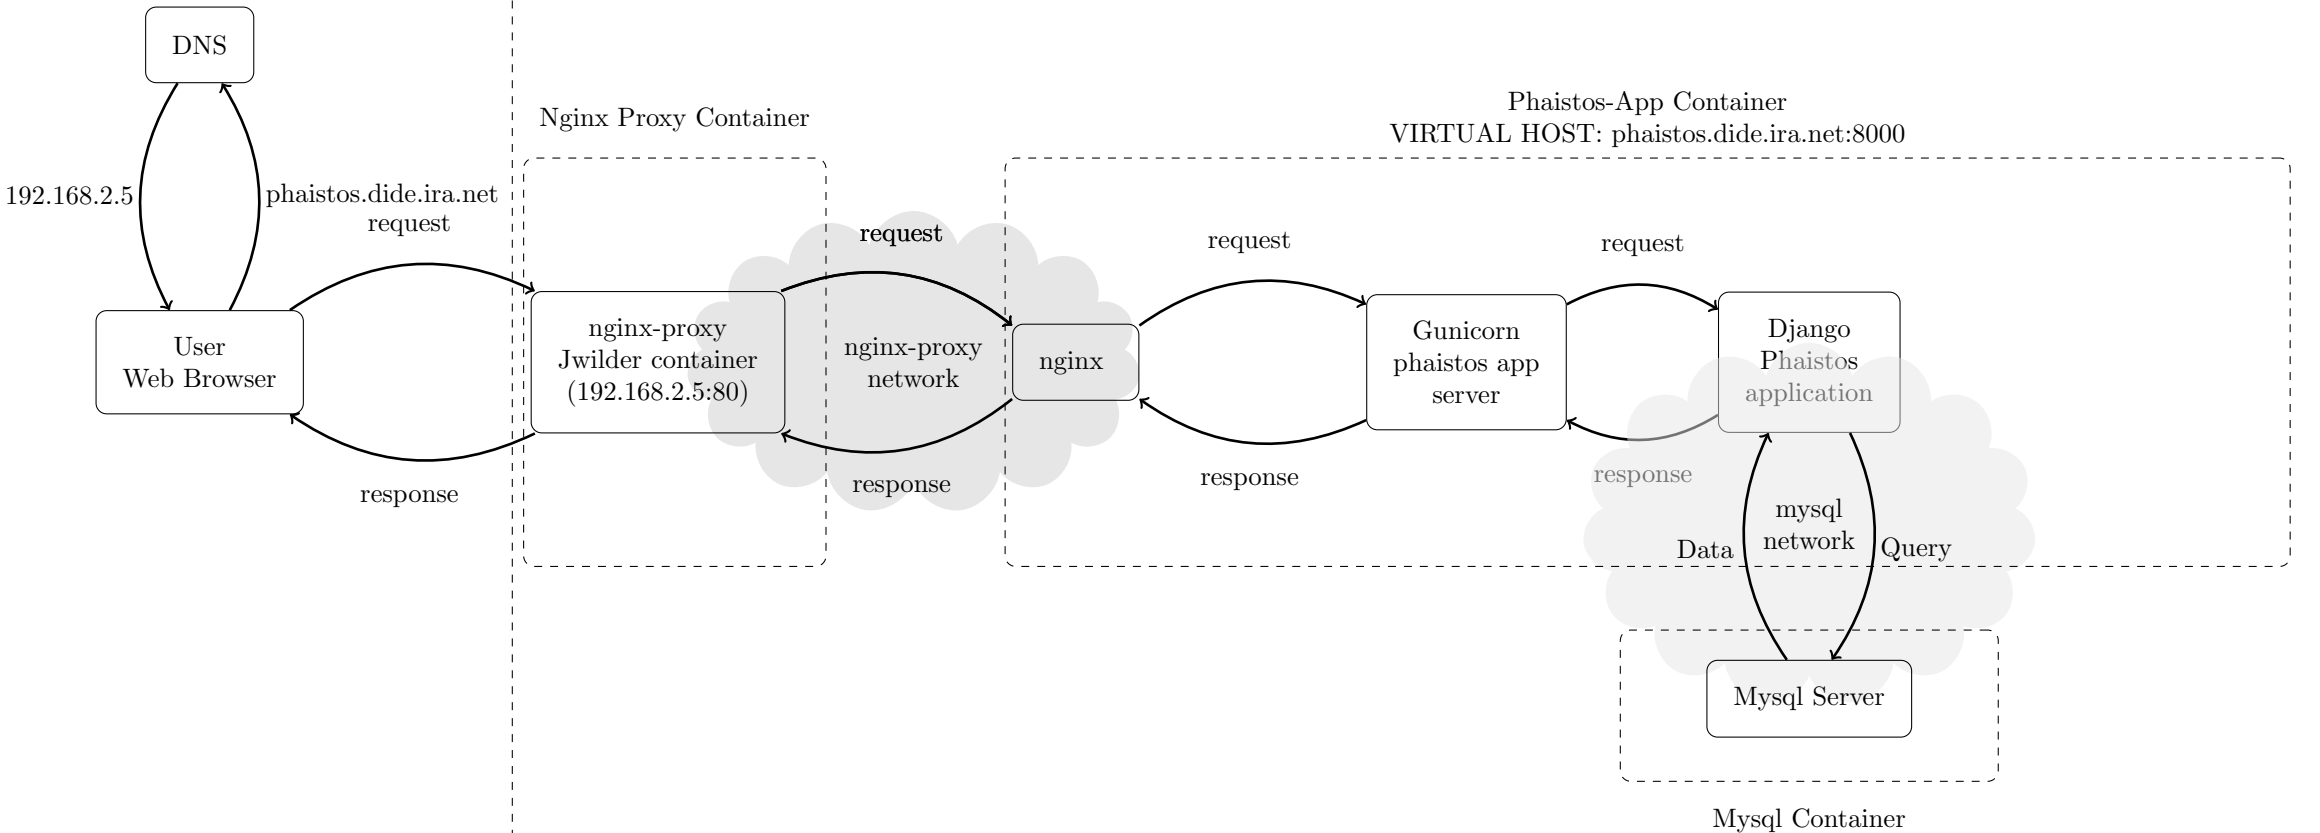 DNS
192.168.2.5
phaistos.dide.ira.net
request
User
Web Browser
response
Nginx Proxy Container
nginx-proxy
Jwilder container
(192.168.2.5:80)
request
nginx-proxy
network
response
Phaistos-App Container
VIRTUAL HOST: phaistos.dide.ira.net:8000
nginx
request
response
Gunicorn
phaistos app
server
request
response
Django
Phaistos
application
mysql
network
Data
Query
Mysql Server
Mysql Container